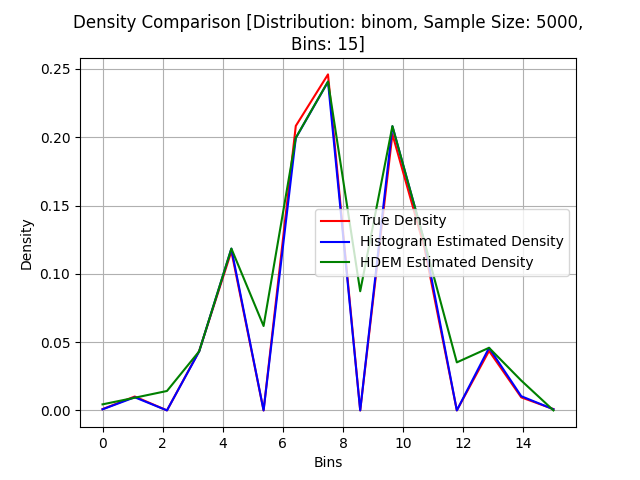 Density Comparison [Distribution: binom, Sample Size: 5000,
Bins: 15]
0.25
0.20
0.15
0.10
0.05
0.00
Density
True Density
Histogram Estimated Density
HDEM Estimated Density
0 2 4 6 8 10 12 14
Bins